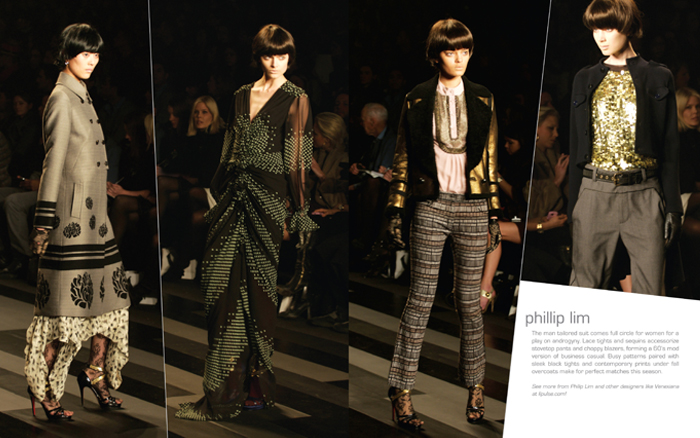 phillip lim
The man tailored suit comes full circle for women for a
play on androgyny. Lace tights and sequins accessorize
stovetop pants and choppy blazers, forming a 60's mod
version of business casual. Busy patterns paired with
sleek black tights and contemporary prints under fall
overcoats make for perfect matches this season.
See more from Philip Lim and other designers like Venexiana
at